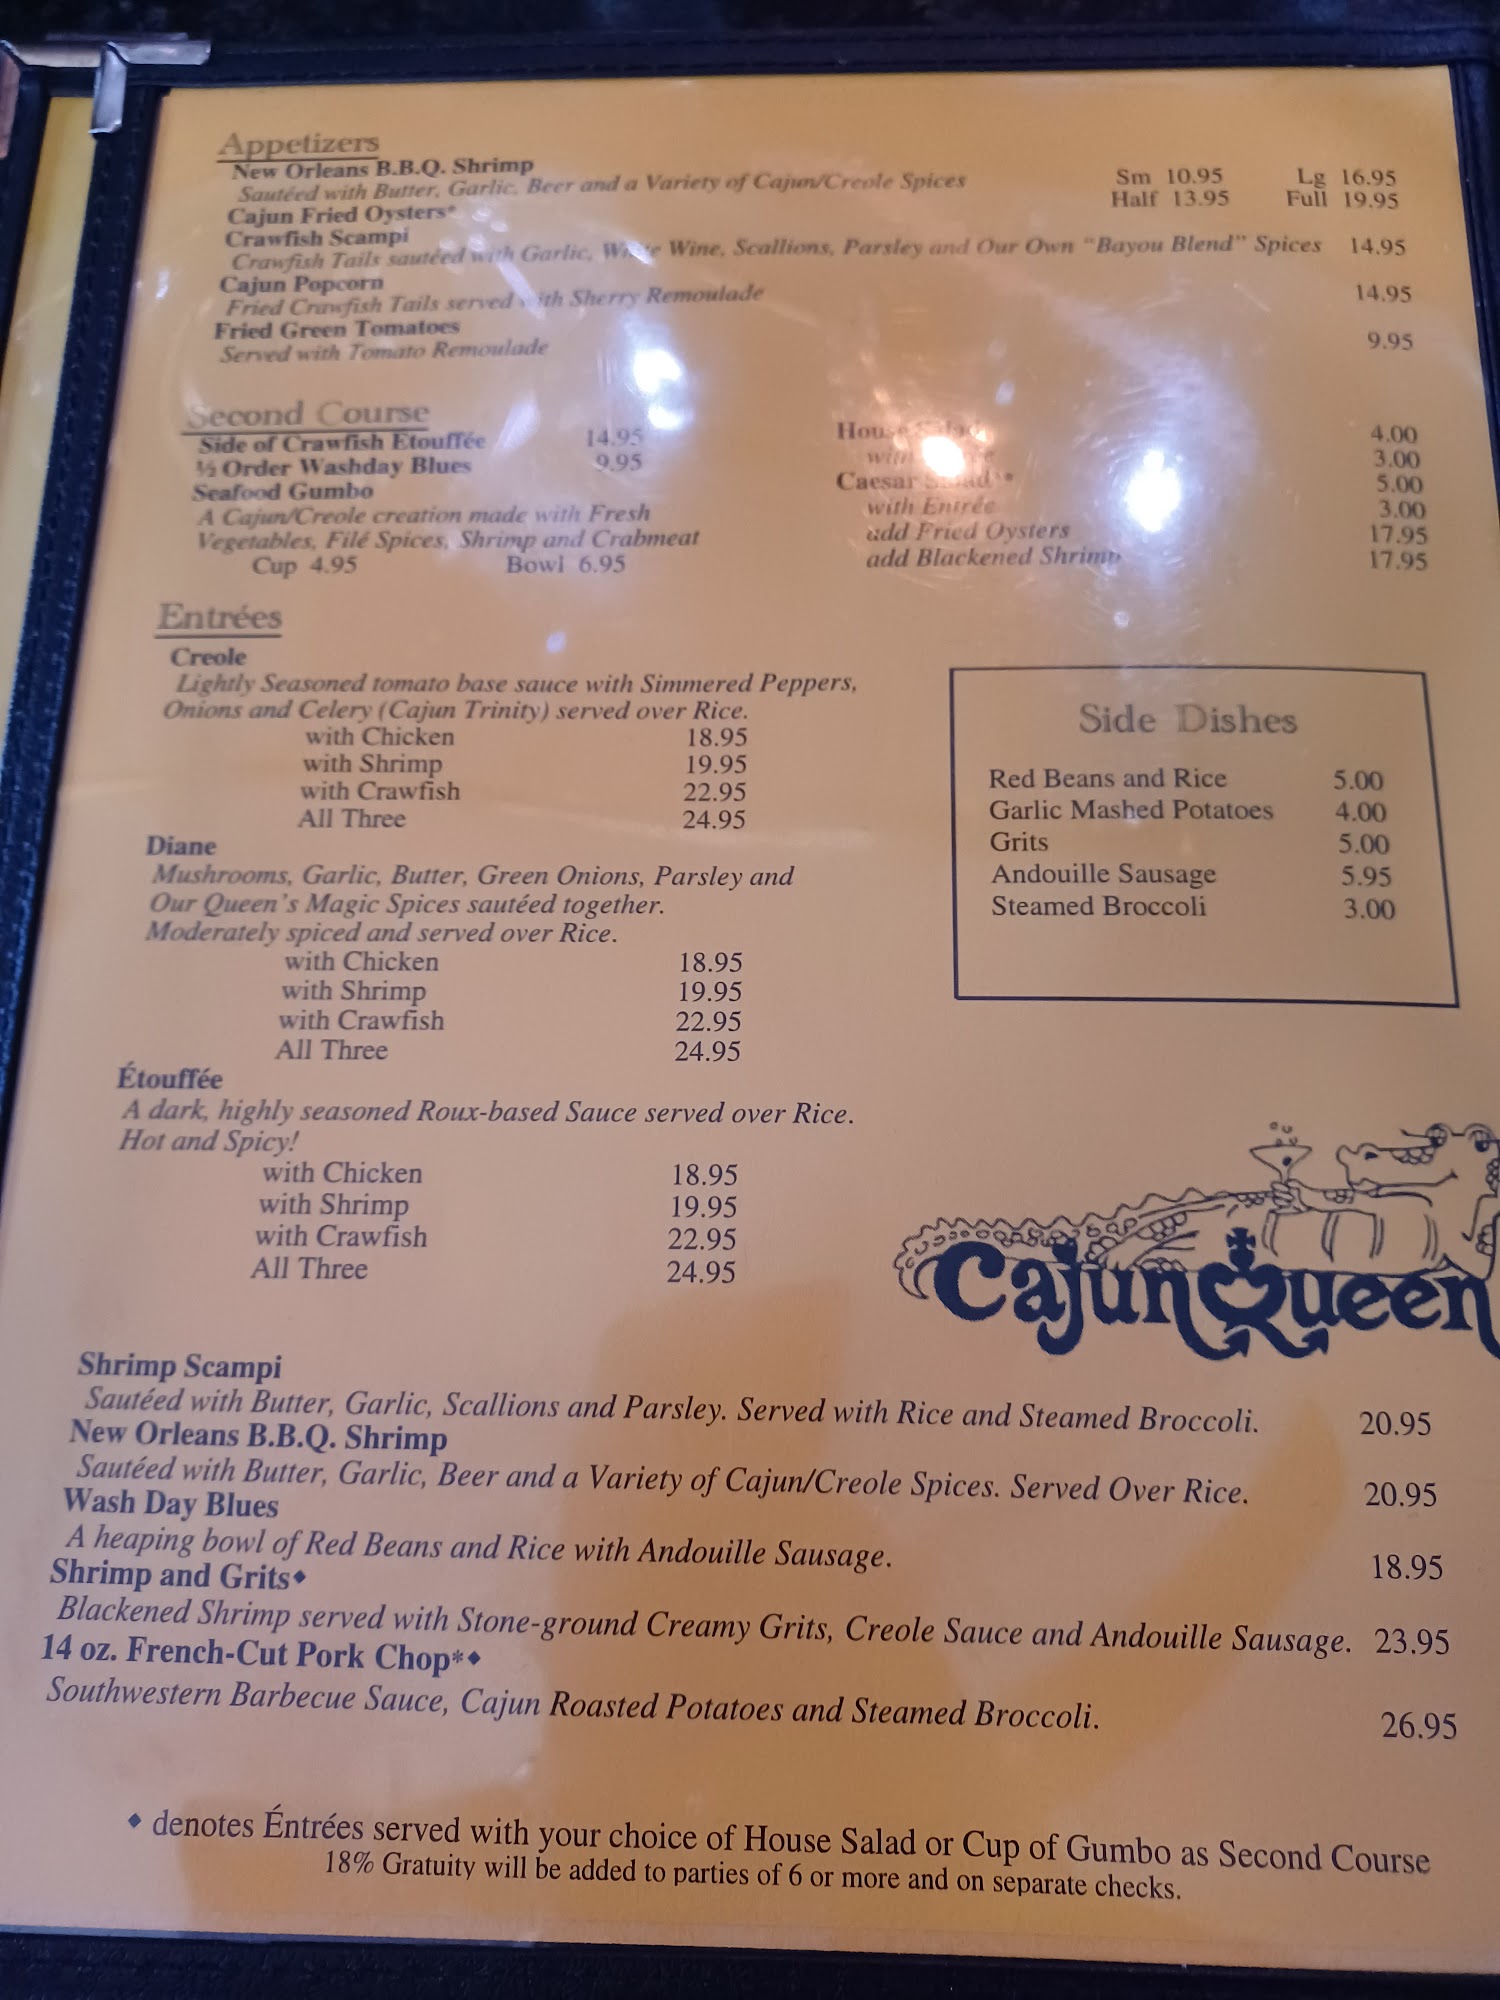 Appetizers
New Orleans B.B.Q. Shrimp
Sautéed with Butter, Garlic, Beer and a Variety of Cajun/Creole Spices Sm 10.95 Lg 16.95
Cajun Fried Oysters* Half 13.95 Full 19.95
Crawfish Scampi
Crawfish Tails sautéed with Garlic, White Wine, Scallions, Parsley and Our Own "Bayou Blend" Spices 14.95
Cajun Popcorn
Fried Crawfish Tails served with Sherry Remoulade 14.95
Fried Green Tomatoes
Served with Tomato Remoulade 9.95
Second Course
Side of Crawfish Etouffée 14.95
½ Order Washday Blues 9.95
Seafood Gumbo
A Cajun/Creole creation made with Fresh
Vegetables, Filé Spices, Shrimp and Crabmeat
Cup 4.95 Bowl 6.95
House Salad 4.00
with 3.00
Caesar Salad 5.00
with Entrée 3.00
add Fried Oysters 17.95
add Blackened Shrimp 17.95
Entrées
Creole
Lightly Seasoned tomato base sauce with Simmered Peppers,
Onions and Celery (Cajun Trinity) served over Rice.
with Chicken 18.95
with Shrimp 19.95
with Crawfish 22.95
All Three 24.95
Diane
Mushrooms, Garlic, Butter, Green Onions, Parsley and
Our Queen's Magic Spices sautéed together.
Moderately spiced and served over Rice.
with Chicken 18.95
with Shrimp 19.95
with Crawfish 22.95
All Three 24.95
Étouffée
A dark, highly seasoned Roux-based Sauce served over Rice.
Hot and Spicy!
with Chicken 18.95
with Shrimp 19.95
with Crawfish 22.95
All Three 24.95
Side Dishes
Red Beans and Rice 5.00
Garlic Mashed Potatoes 4.00
Grits 5.00
Andouille Sausage 5.95
Steamed Broccoli 3.00
Cajun Queen
Shrimp Scampi
Sautéed with Butter, Garlic, Scallions and Parsley. Served with Rice and Steamed Broccoli. 20.95
New Orleans B.B.Q. Shrimp
Sautéed with Butter, Garlic, Beer and a Variety of Cajun/Creole Spices. Served Over Rice. 20.95
Wash Day Blues
A heaping bowl of Red Beans and Rice with Andouille Sausage. 18.95
Shrimp and Grits◆
Blackened Shrimp served with Stone-ground Creamy Grits, Creole Sauce and Andouille Sausage. 23.95
14 oz. French-Cut Pork Chop*◆
Southwestern Barbecue Sauce, Cajun Roasted Potatoes and Steamed Broccoli. 26.95
◆ denotes Éntrées served with your choice of House Salad or Cup of Gumbo as Second Course
18% Gratuity will be added to parties of 6 or more and on separate checks.